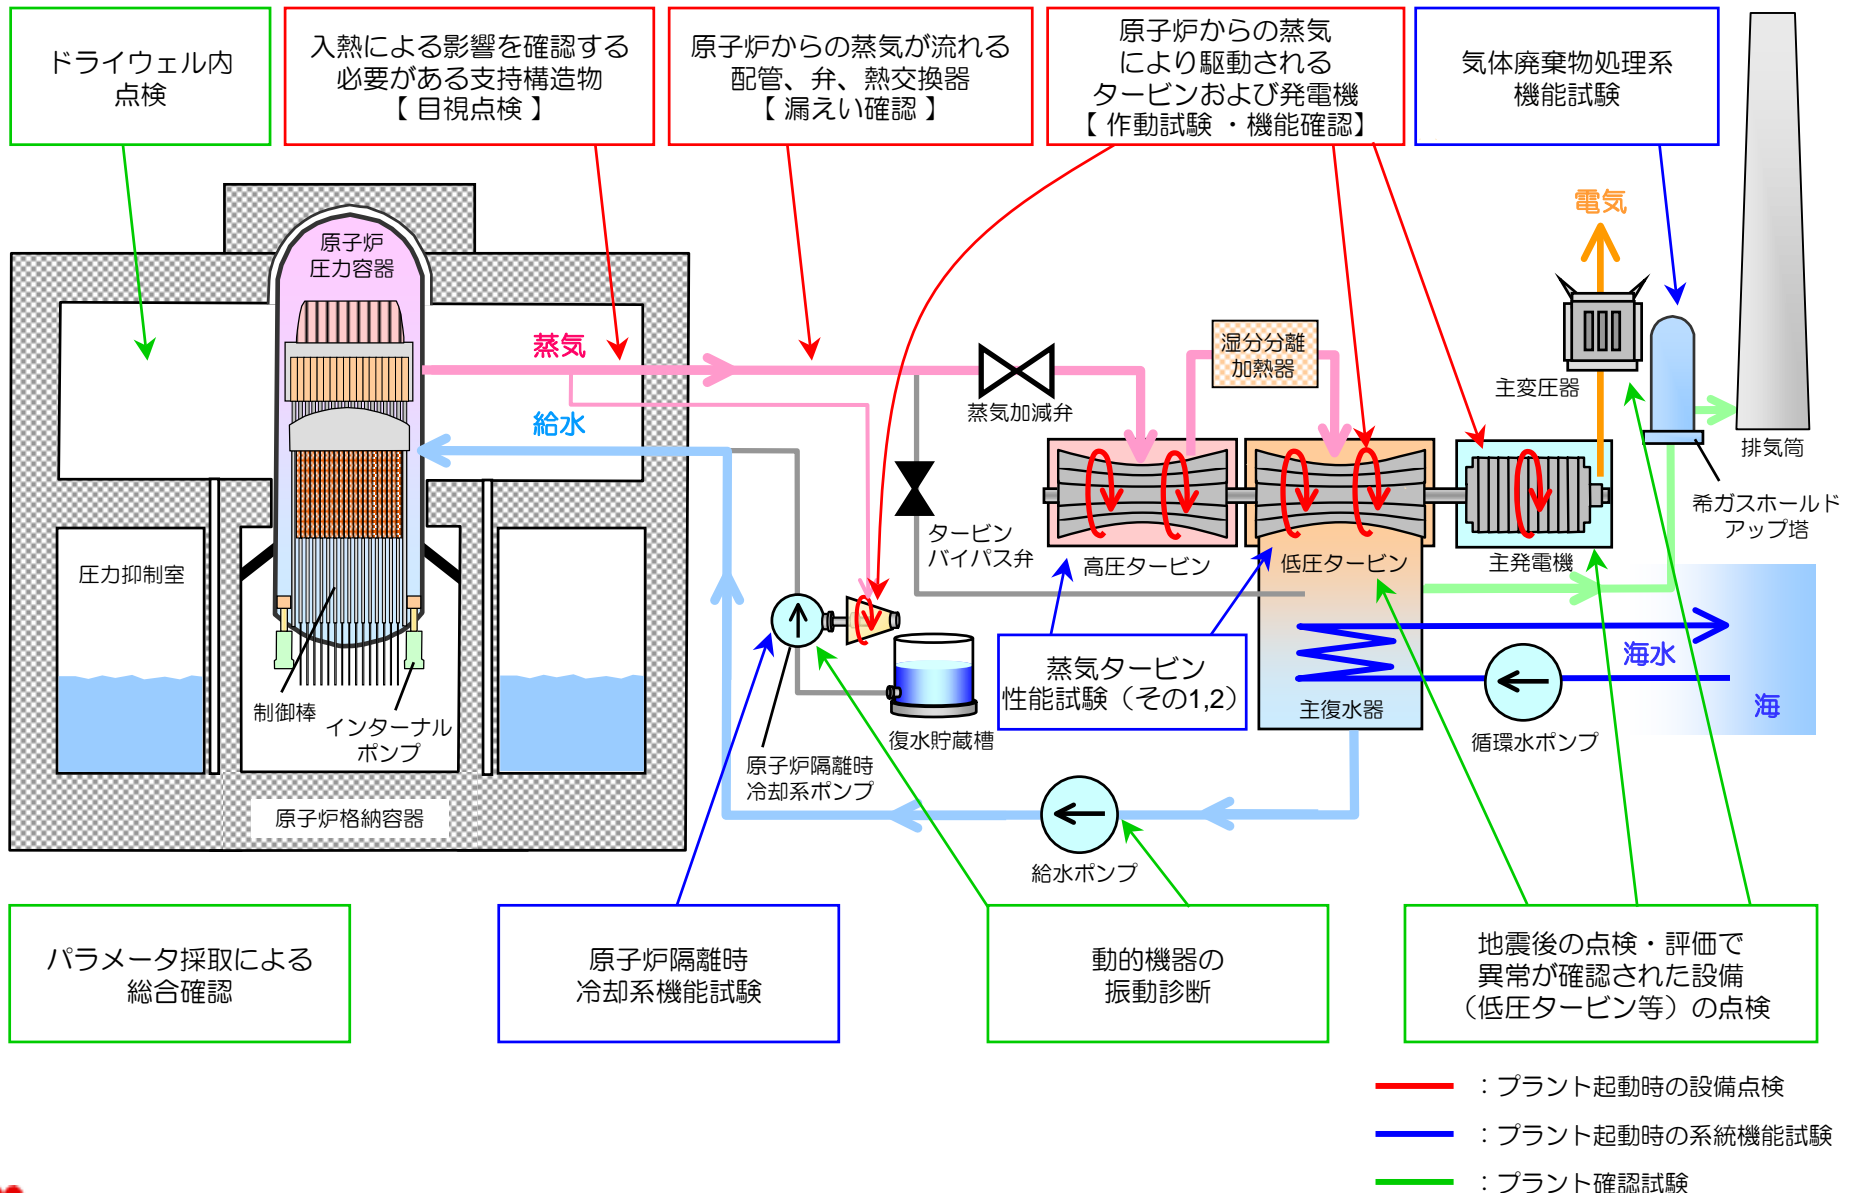 ドライウェル内
点検
入熱による影響を確認する
必要がある支持構造物
【 目視点検 】
原子炉からの蒸気が流れる
配管、弁、熱交換器
【 漏えい確認 】
原子炉からの蒸気
により駆動される
タービンおよび発電機
【 作動試験 ・機能確認】
気体廃棄物処理系
機能試験
電気
原子炉
圧力容器
蒸気
給水
湿分分離
加熱器
蒸気加減弁
主変圧器
排気筒
希ガスホールド
アップ塔
タービン
バイパス弁
高圧タービン
低圧タービン
主発電機
圧力抑制室
蒸気タービン
性能試験（その1,2）
海水
海
主復水器
循環水ポンプ
制御棒
インターナル
ポンプ
復水貯蔵槽
原子炉隔離時
冷却系ポンプ
原子炉格納容器
給水ポンプ
パラメータ採取による
総合確認
原子炉隔離時
冷却系機能試験
動的機器の
振動診断
地震後の点検・評価で
異常が確認された設備
（低圧タービン等）の点検
：プラント起動時の設備点検
：プラント起動時の系統機能試験
：プラント確認試験